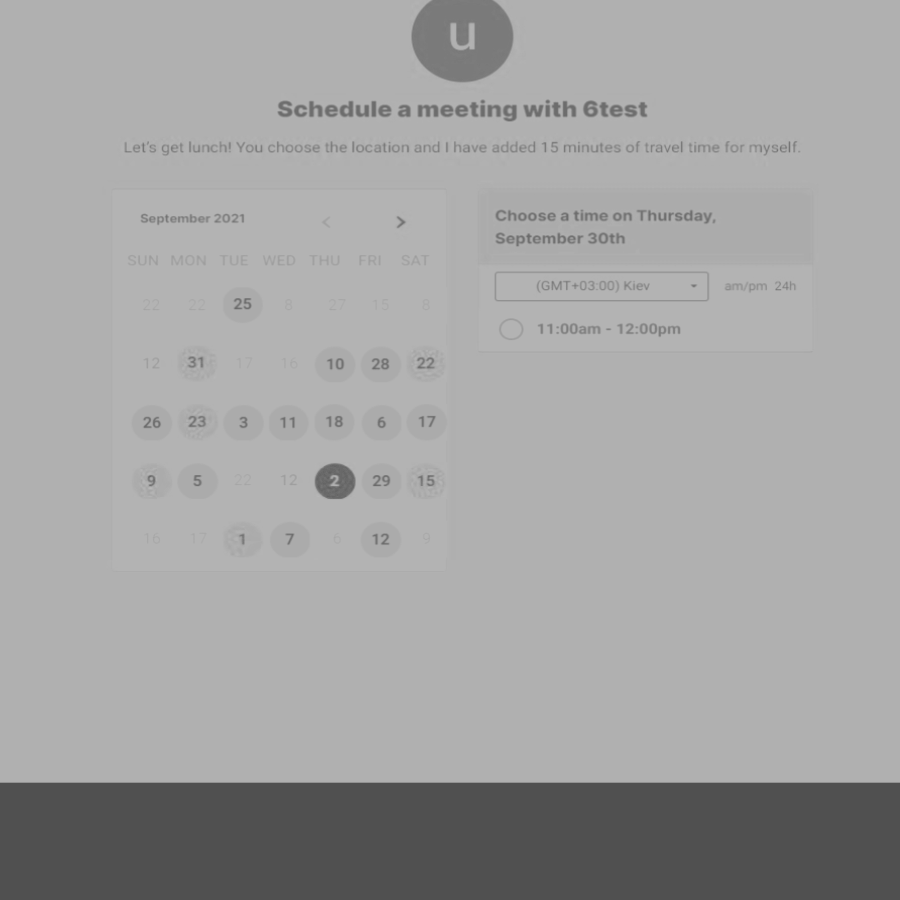 u
Schedule a meeting with 6test
Let's get lunch! You choose the location and I have added 15 minutes of travel time for myself.
September 2021
SUN MON TUE WED THU FRI SAT
22 22 25 8 27 15 8
12 31 17 16 10 28 22
26 23 3 11 18 6 17
9 5 22 12 2 29 15
16 17 1 7 6 12 9
Choose a time on Thursday,
September 30th
(GMT+03:00) Kiev am/pm 24h
11:00am - 12:00pm